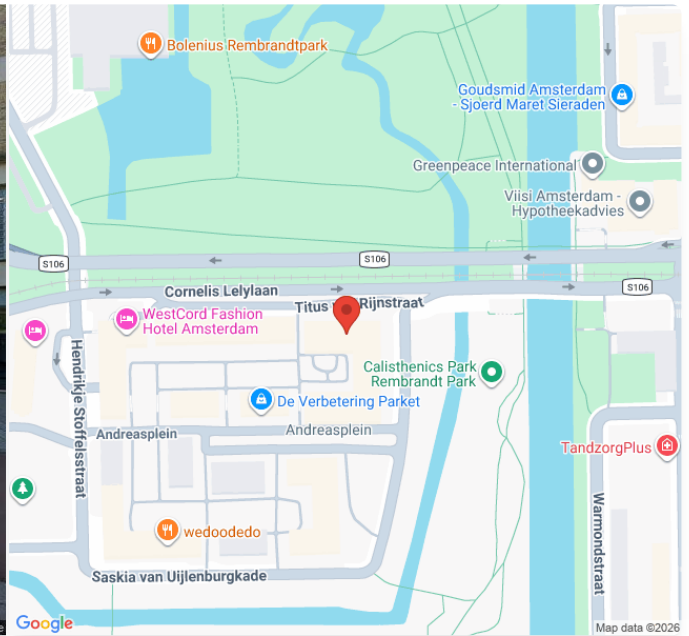 Bolenius Rembrandtpark
Goudsmid Amsterdam
- Sjoerd Maret Sieraden
Greenpeace International
Viisi Amsterdam -
Hypotheekadvies
S106
S106
S106
Cornelis Lelylaan
Titus Rijnstraat
WestCord Fashion
Hotel Amsterdam
Hendrikje Stoffelsstraat
Calisthenics Park
Rembrandt Park
De Verbetering Parket
Andreasplein
Andreasplein
TandzorgPlus
Warmondstraat
wedoodedo
Saskia van Uijlenburgkade
Google
Map data ©2026